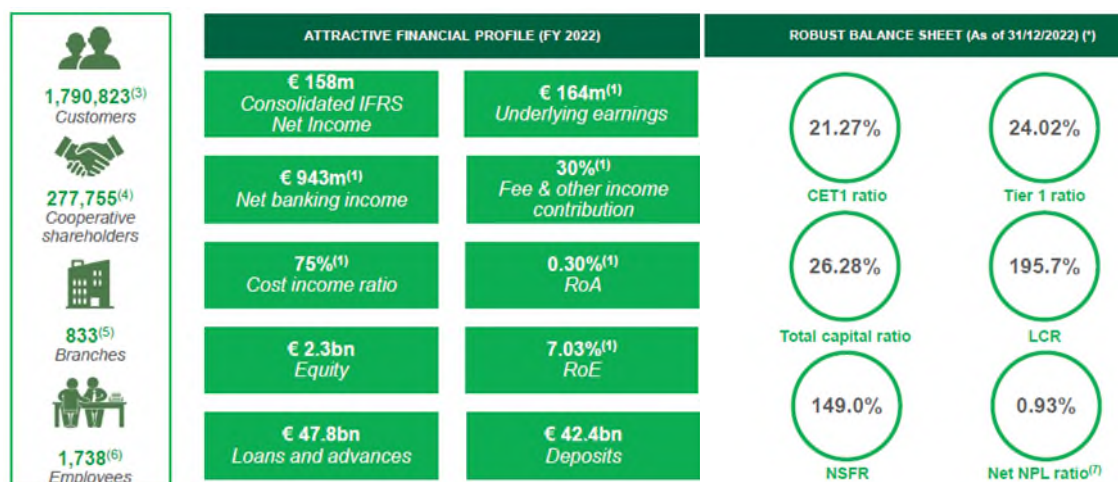 1,790,823(3)
Customers
277,755(4)
Cooperative
shareholders
833(5)
Branches
1,738(6)
Employees
ATTRACTIVE FINANCIAL PROFILE (FY 2022)
€ 158m
Consolidated IFRS
Net Income
€ 164m(1)
Underlying earnings
€ 943m(1)
Net banking income
30%(1)
Fee & other income
contribution
75%(1)
Cost income ratio
0.30%(1)
RoA
€ 2.3bn
Equity
7.03%(1)
RoE
€ 47.8bn
Loans and advances
€ 42.4bn
Deposits
ROBUST BALANCE SHEET (As of 31/12/2022) (*)
21.27%
CET1 ratio
24.02%
Tier 1 ratio
26.28%
Total capital ratio
195.7%
LCR
149.0%
NSFR
0.93%
Net NPL ratio(7)